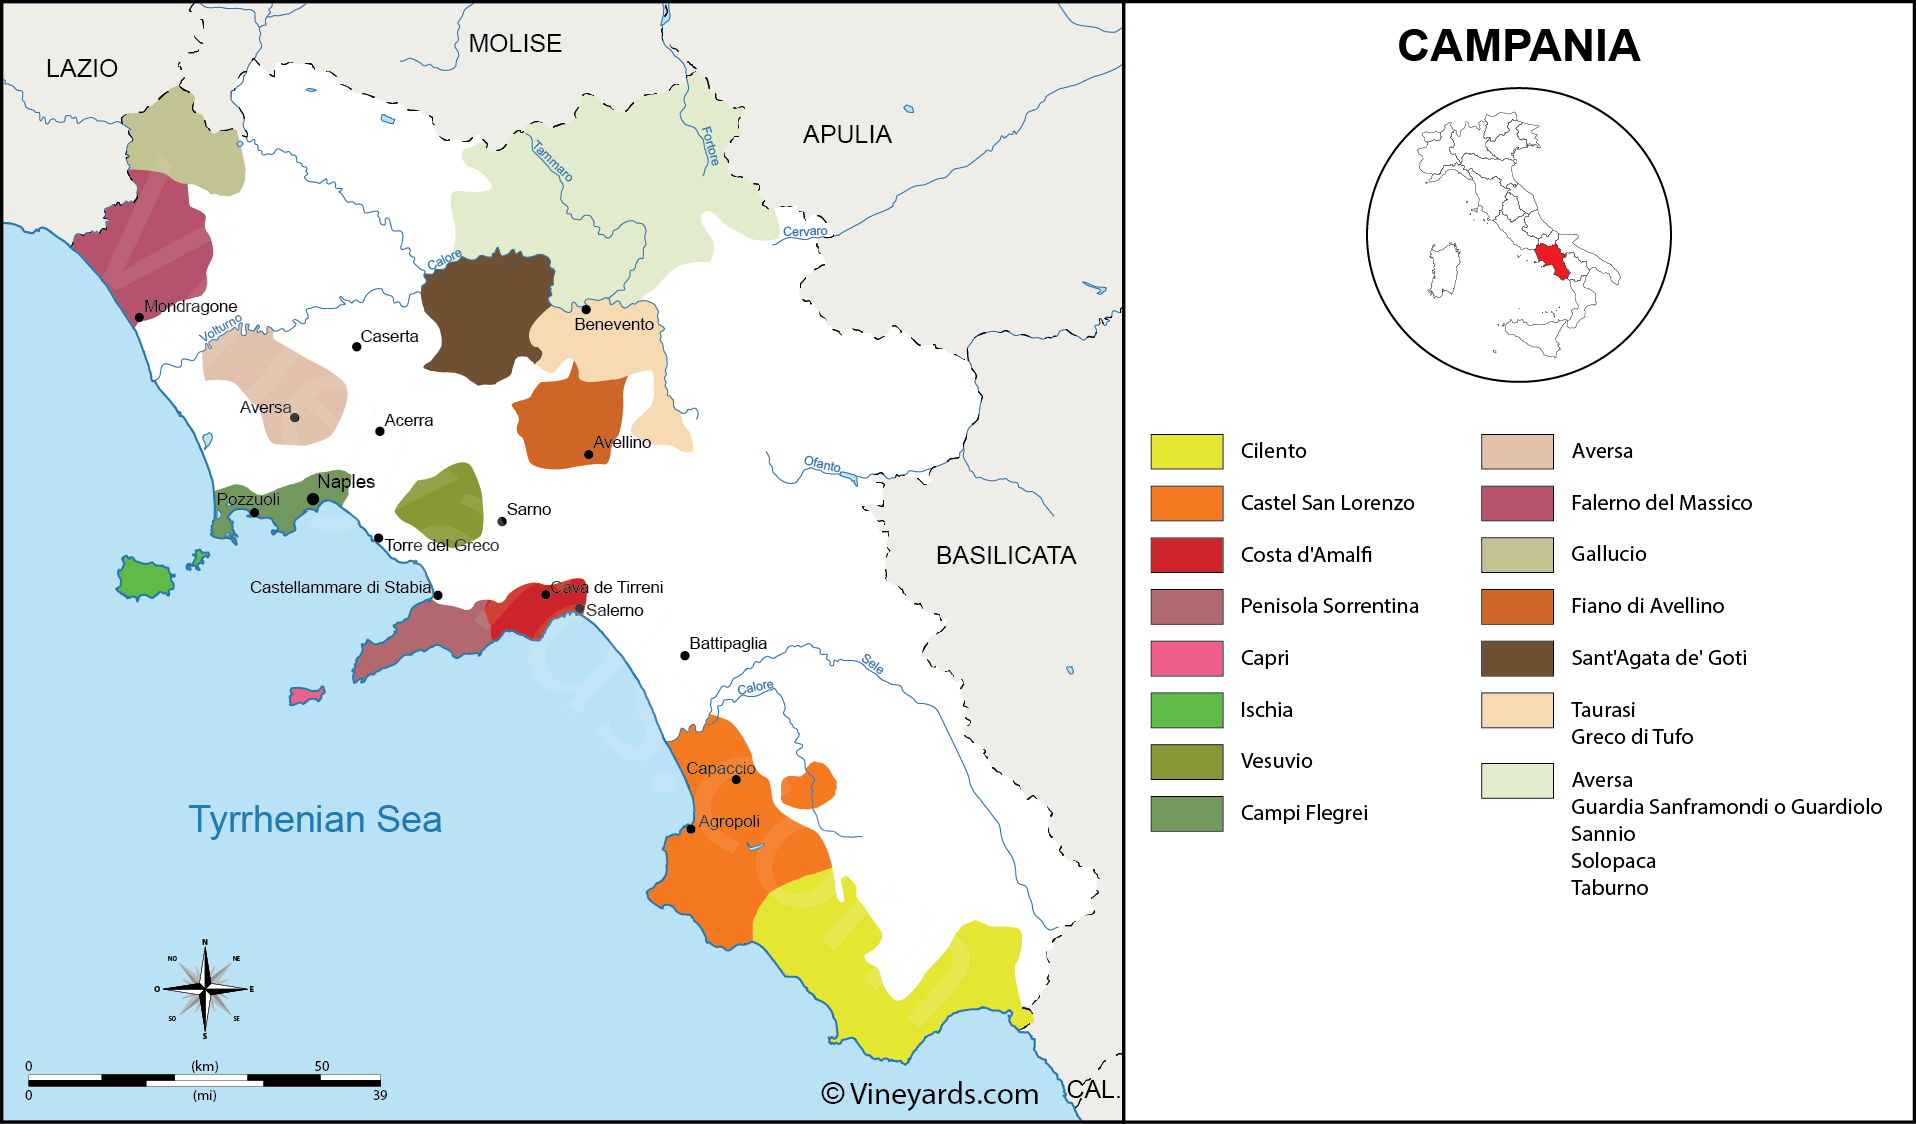 LAZIO
MOLISE
APULIA
BASILICATA
CAL.
Tammaro
Fortore
Cervaro
Calore
Volturno
Mondragone
Caserta
Benevento
Aversa
Acerra
Avellino
Ofanto
Pozzuoli
Naples
Sarno
Torre del Greco
Castellammare di Stabia
Cava de Tirreni
Salerno
Battipaglia
Sele
Calore
Capaccio
Agropoli
Tyrrhenian Sea
N
NO
NE
O
E
SO
SE
S
0 (km) 50
0 (mi) 39
© Vineyards.com
CAMPANIA
Cilento
Castel San Lorenzo
Costa d'Amalfi
Penisola Sorrentina
Capri
Ischia
Vesuvio
Campi Flegrei
Aversa
Falerno del Massico
Gallucio
Fiano di Avellino
Sant'Agata de' Goti
Taurasi
Greco di Tufo
Aversa
Guardia Sanframondi o Guardiolo
Sannio
Solopaca
Taburno